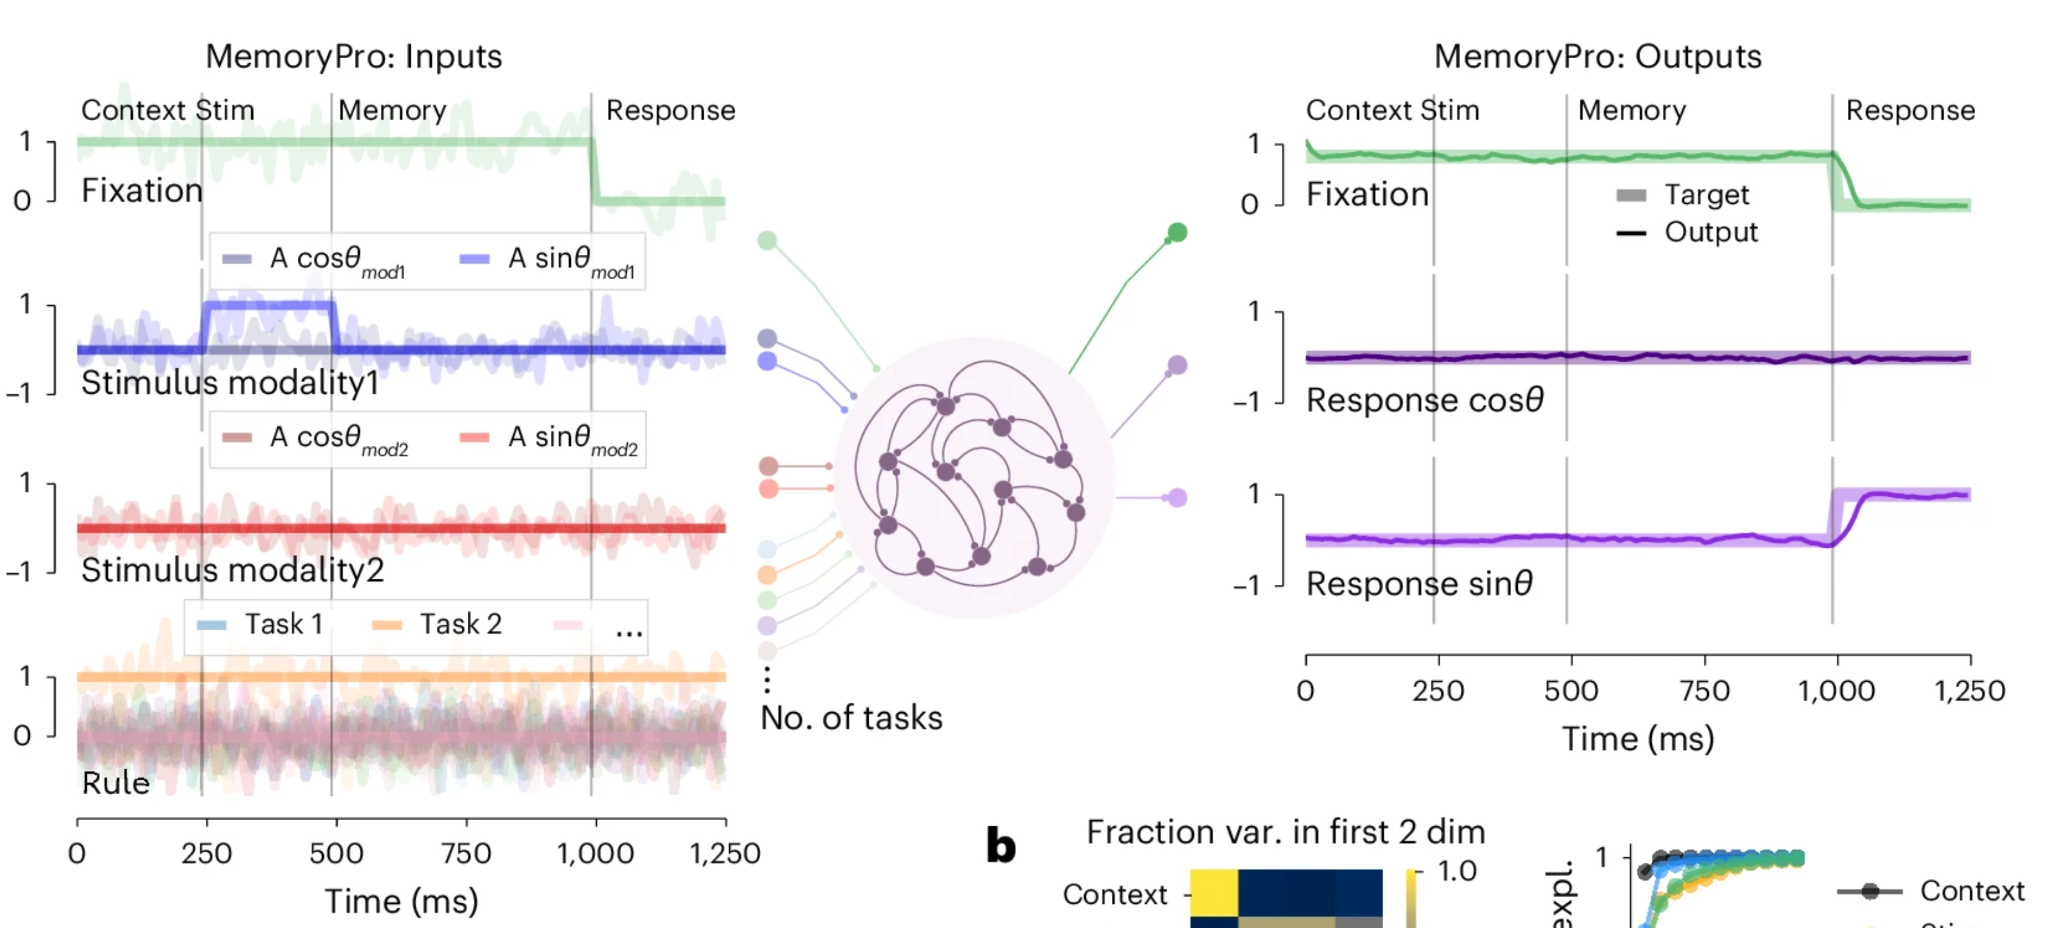 MemoryPro: Inputs
Context Stim Memory Response
1
0
Fixation
A cosθmod1 A sinθmod1
1
–1
Stimulus modality1
A cosθmod2 A sinθmod2
1
–1
Stimulus modality2
Task 1 Task 2 ...
1
0
Rule
0 250 500 750 1,000 1,250
Time (ms)
No. of tasks
MemoryPro: Outputs
Context Stim Memory Response
1
0
Fixation
Target
Output
1
–1
Response cosθ
1
–1
Response sinθ
0 250 500 750 1,000 1,250
Time (ms)
b
Fraction var. in first 2 dim
Context
1.0
expl.
1
Context